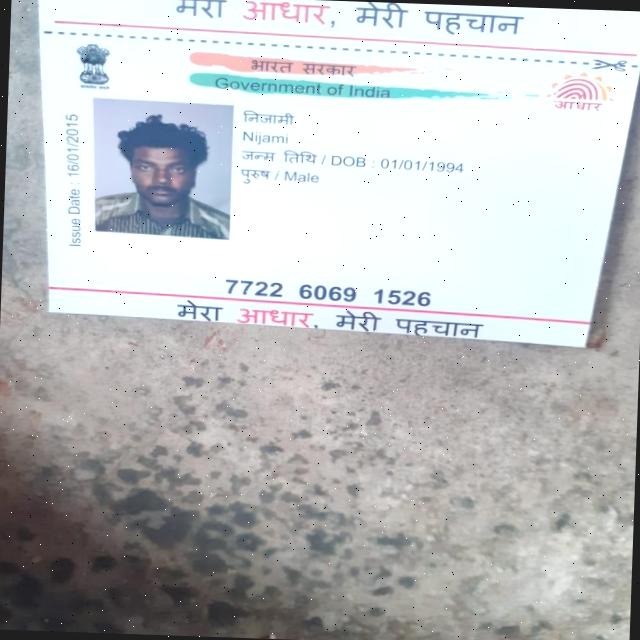 मेरा आधार, मेरी पहचान
भारत सरकार
Government of India
आधार
Issue Date : 16/01/2015
निजामी
Nijami
जन्म तिथि / DOB : 01/01/1994
पुरुष / Male
7722 6069 1526
मेरा आधार, मेरी पहचान